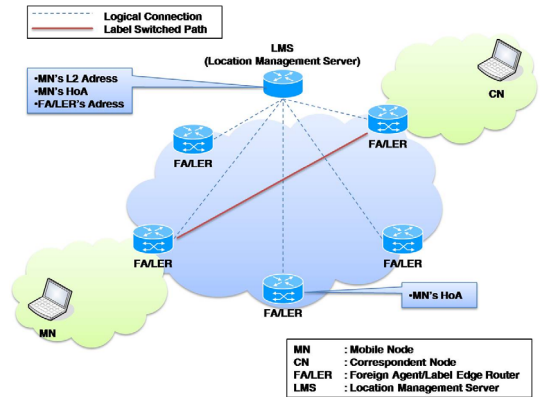 Logical Connection
Label Switched Path
LMS
(Location Management Server)
•MN's L2 Adress
•MN's HoA
•FA/LER's Adress
CN
FA/LER
FA/LER
FA/LER
FA/LER
•MN's HoA
FA/LER
MN
MN : Mobile Node
CN : Correspondent Node
FA/LER : Foreign Agent/Label Edge Router
LMS : Location Management Server